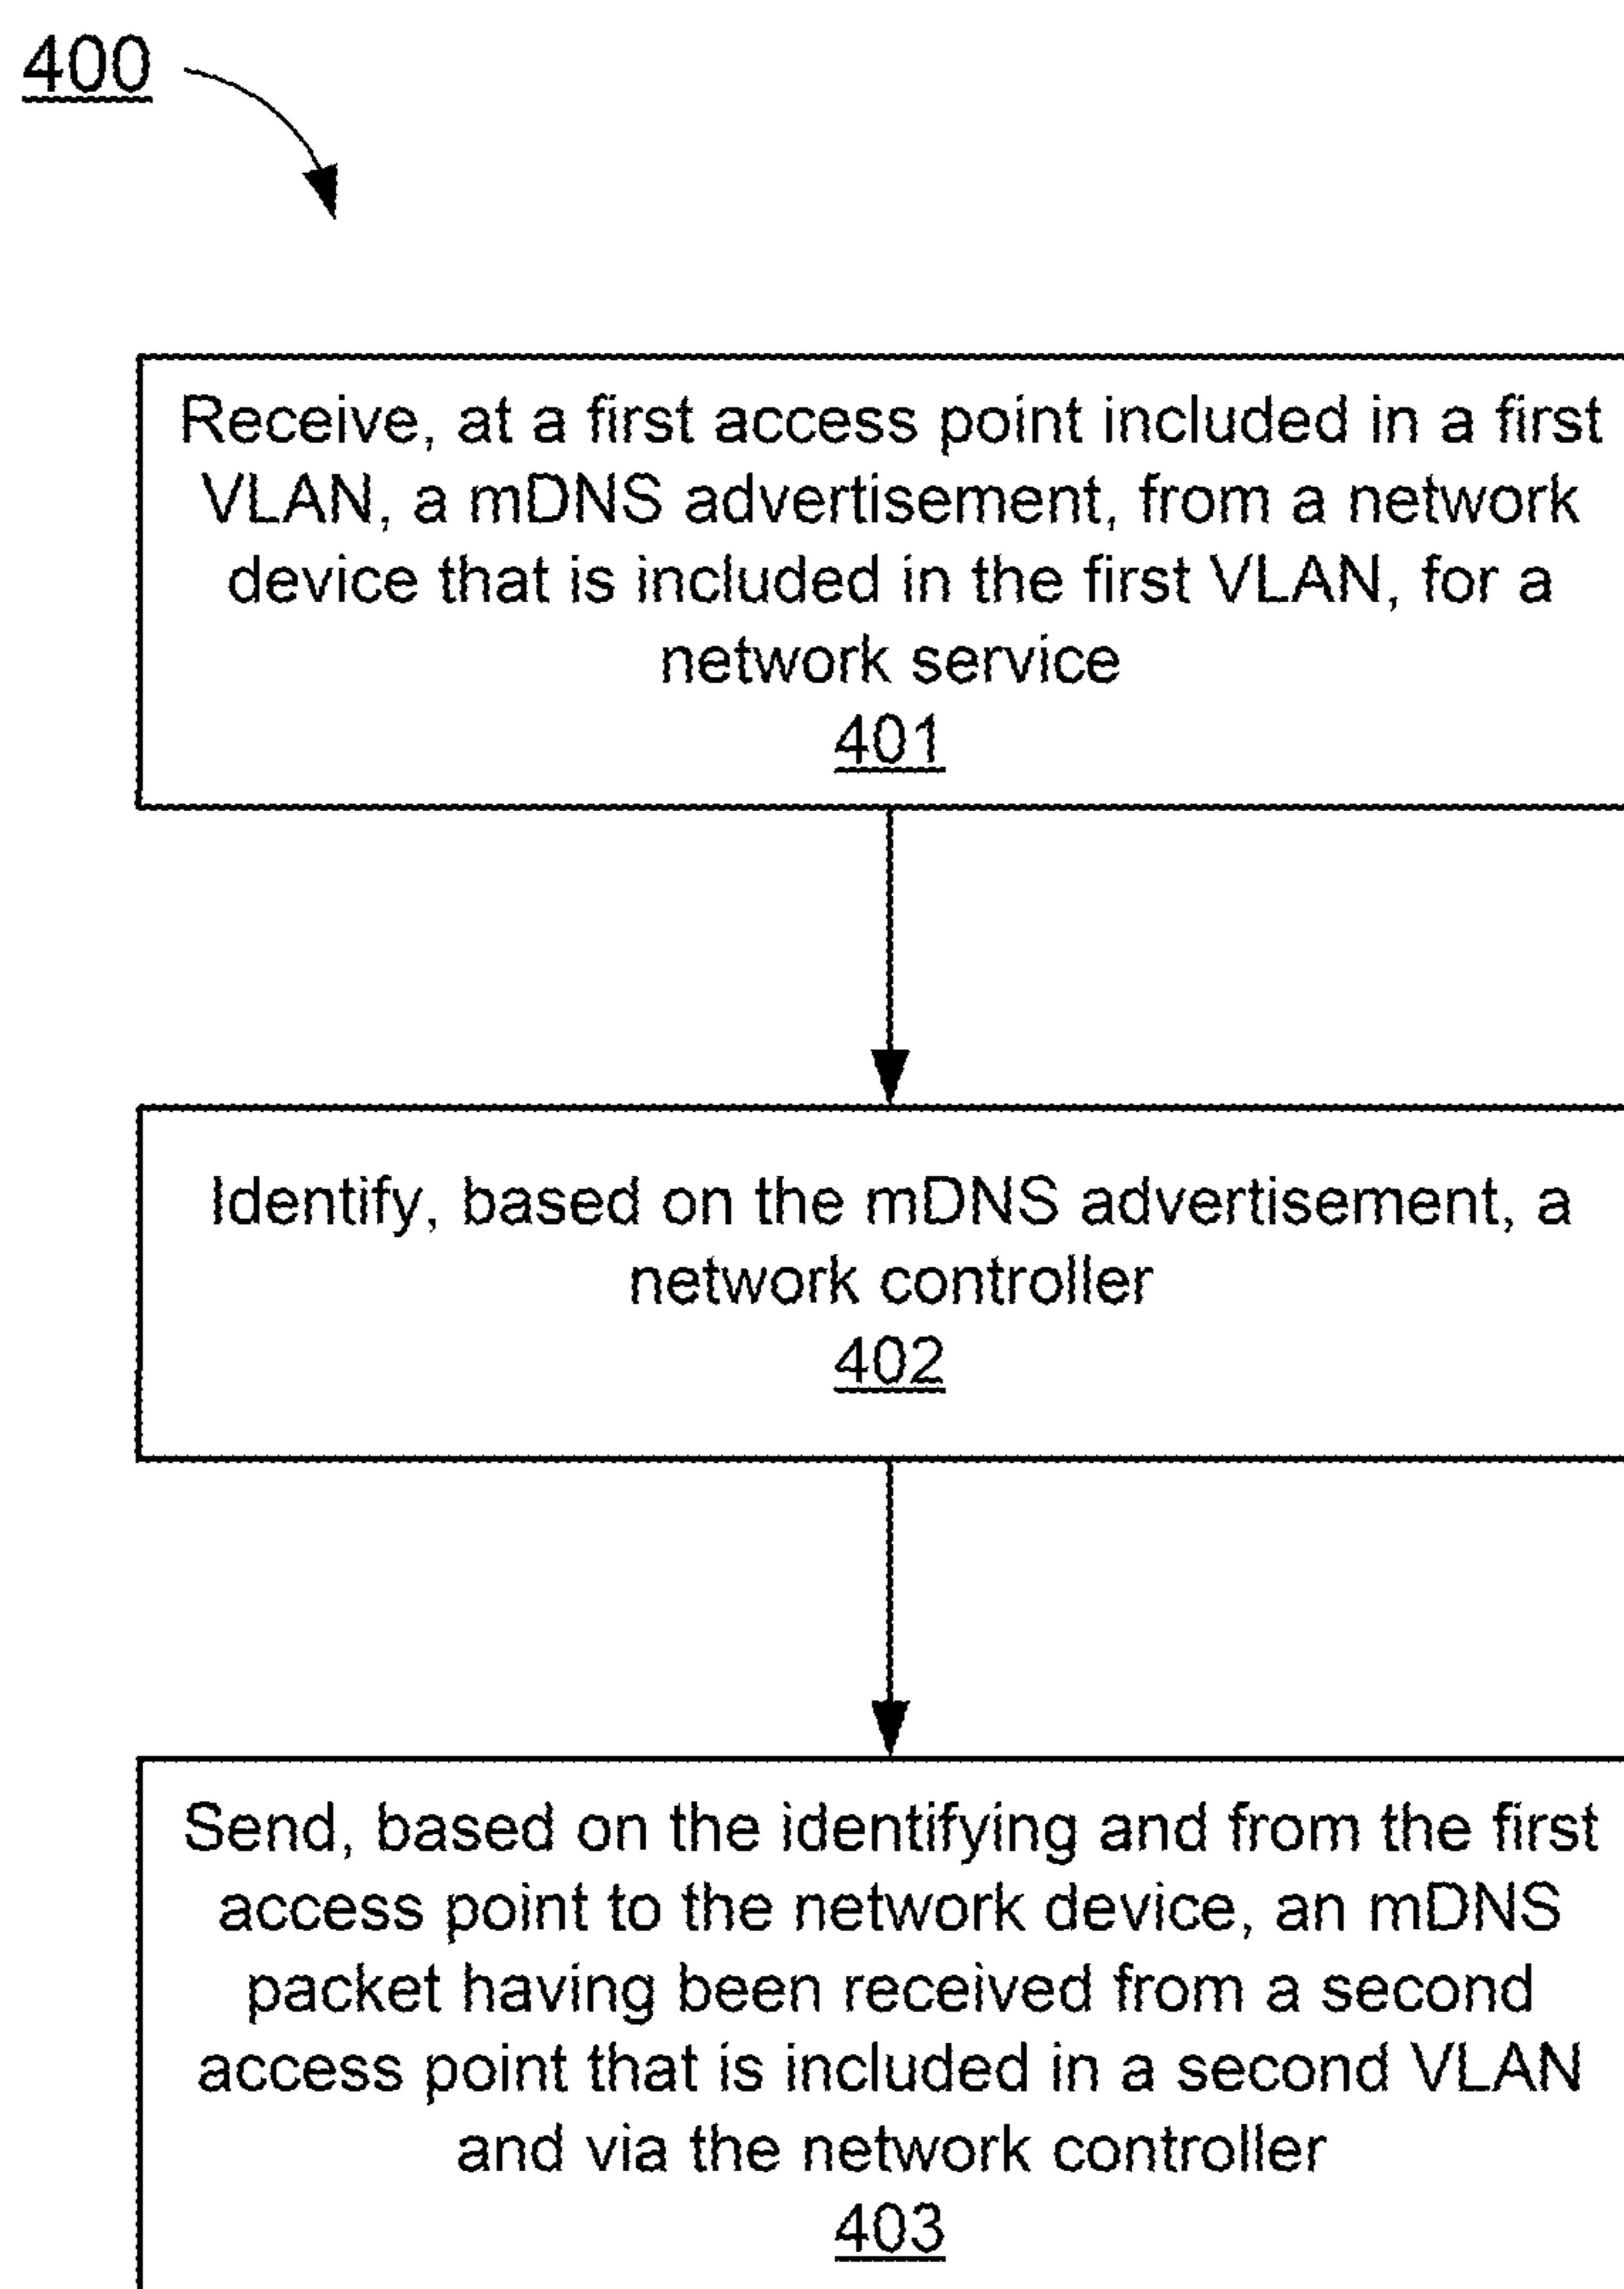 400
Receive, at a first access point included in a first
VLAN, a mDNS advertisement, from a network
device that is included in the first VLAN, for a
network service
401
Identify, based on the mDNS advertisement, a
network controller
402
Send, based on the identifying and from the first
access point to the network device, an mDNS
packet having been received from a second
access point that is included in a second VLAN
and via the network controller
403